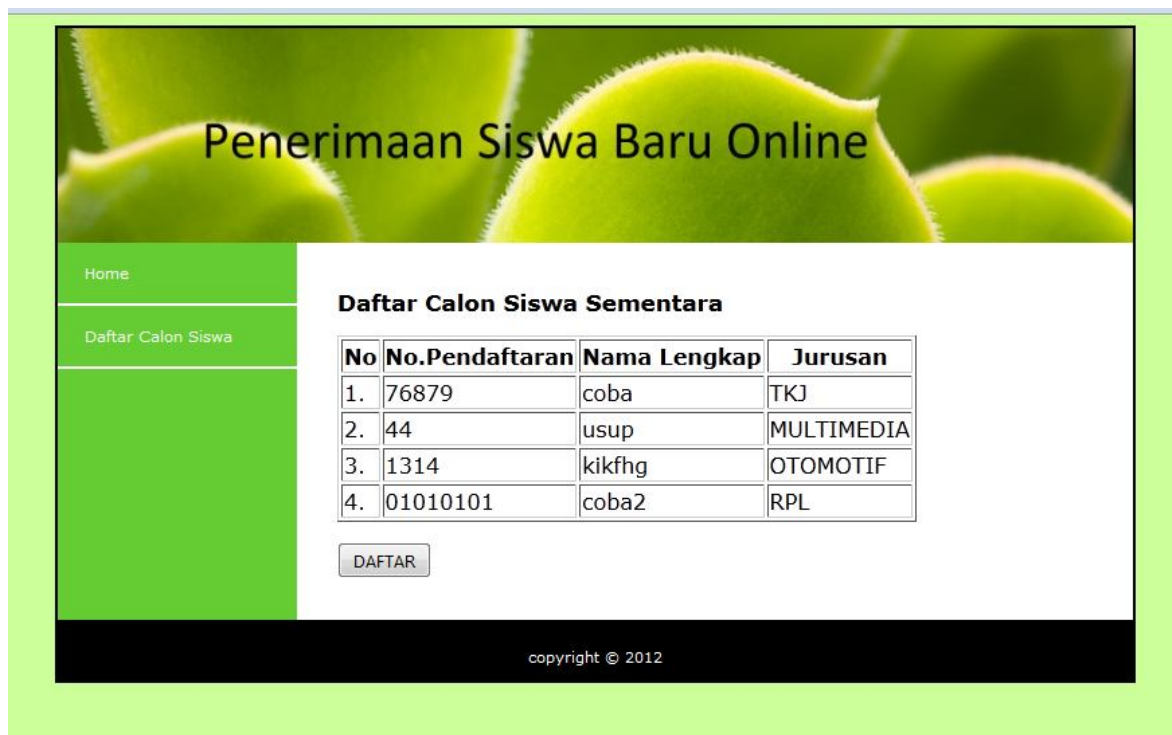 Penerimaan Siswa Baru Online
Home
Daftar Calon Siswa
Daftar Calon Siswa Sementara
No No.Pendaftaran Nama Lengkap Jurusan
1. 76879 coba TKJ
2. 44 usup MULTIMEDIA
3. 1314 kikfhg OTOMOTIF
4. 01010101 coba2 RPL
DAFTAR
copyright © 2012